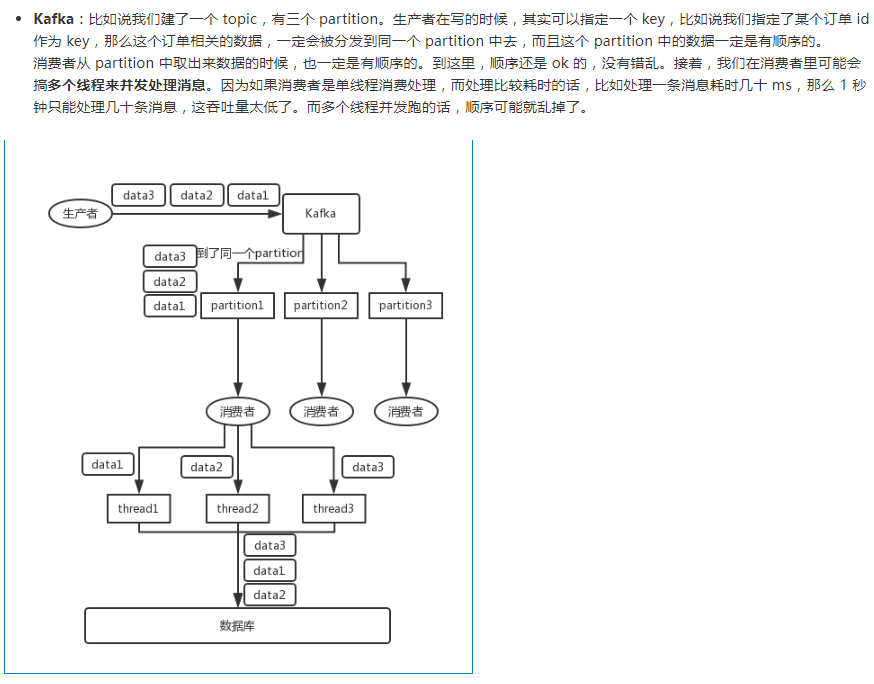 Kafka：比如说我们建了一个 topic，有三个 partition。生产者在写的时候，其实可以指定一个 key，比如说我们指定了某个订单 id
作为 key，那么这个订单相关的数据，一定会被分发到同一个 partition 中去，而且这个 partition 中的数据一定是有顺序的。
消费者从 partition 中取出来数据的时候，也一定是有顺序的。到这里，顺序还是 ok 的，没有错乱。接着，我们在消费者里可能会
搞多个线程来并发处理消息。因为如果消费者是单线程消费处理，而处理比较耗时的话，比如处理一条消息耗时几十 ms，那么 1 秒
钟只能处理几十条消息，这吞吐量太低了。而多个线程并发跑的话，顺序可能就乱掉了。
data3 data2 data1
生产者
Kafka
到了同一个partition
data3
data2
data1
partition1 partition2 partition3
消费者 消费者 消费者
data1 data2 data3
thread1 thread2 thread3
data3
data1
data2
数据库